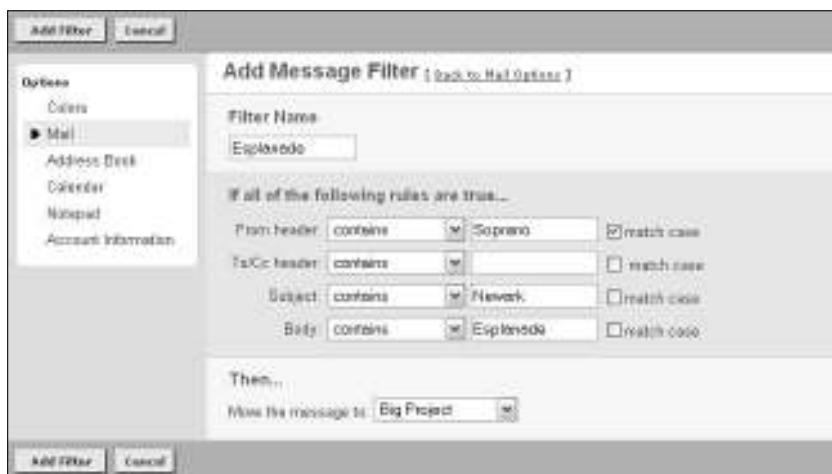 Add Filter Cancel
Options
Colors
Mail
Address Book
Calendar
Notepad
Account Information
Add Message Filter [ Back to Mail Options ]
Filter Name
Esplanade
If all of the following rules are true...
From header: contains Soprano match case
To/Cc header: contains match case
Subject: contains Newark match case
Body: contains Esplanade match case
Then...
Move the message to: Big Project
Add Filter Cancel